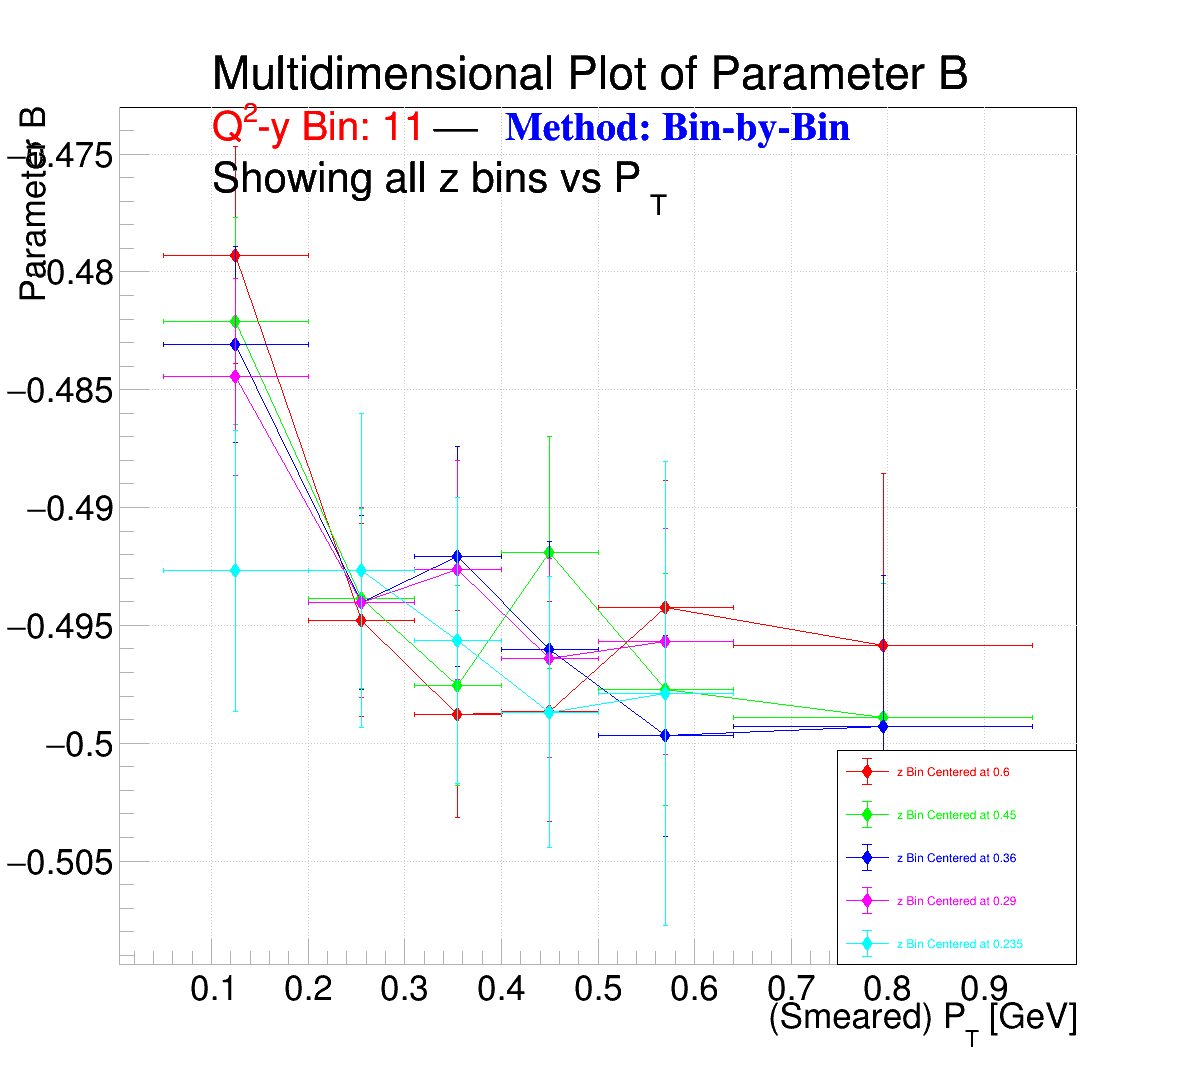 Multidimensional Plot of Parameter B
Q²-y Bin: 11 — Method: Bin-by-Bin
Showing all z bins vs P_T
Parameter B
−0.475
−0.48
−0.485
−0.49
−0.495
−0.5
−0.505
z Bin Centered at 0.6
z Bin Centered at 0.45
z Bin Centered at 0.36
z Bin Centered at 0.29
z Bin Centered at 0.235
0.1 0.2 0.3 0.4 0.5 0.6 0.7 0.8 0.9
(Smeared) P_T [GeV]